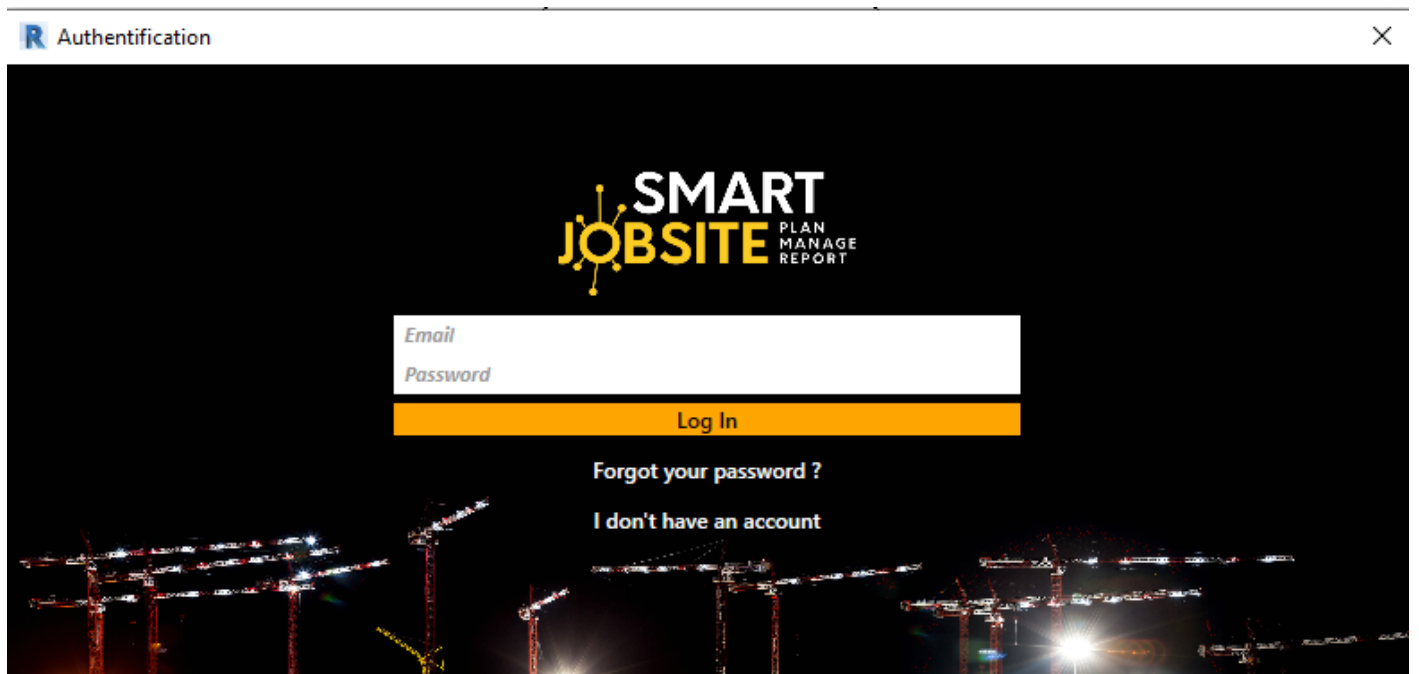 Authentification
SMART
JOBSITE
PLAN
MANAGE
REPORT
Email
Password
Log In
Forgot your password ?
I don't have an account